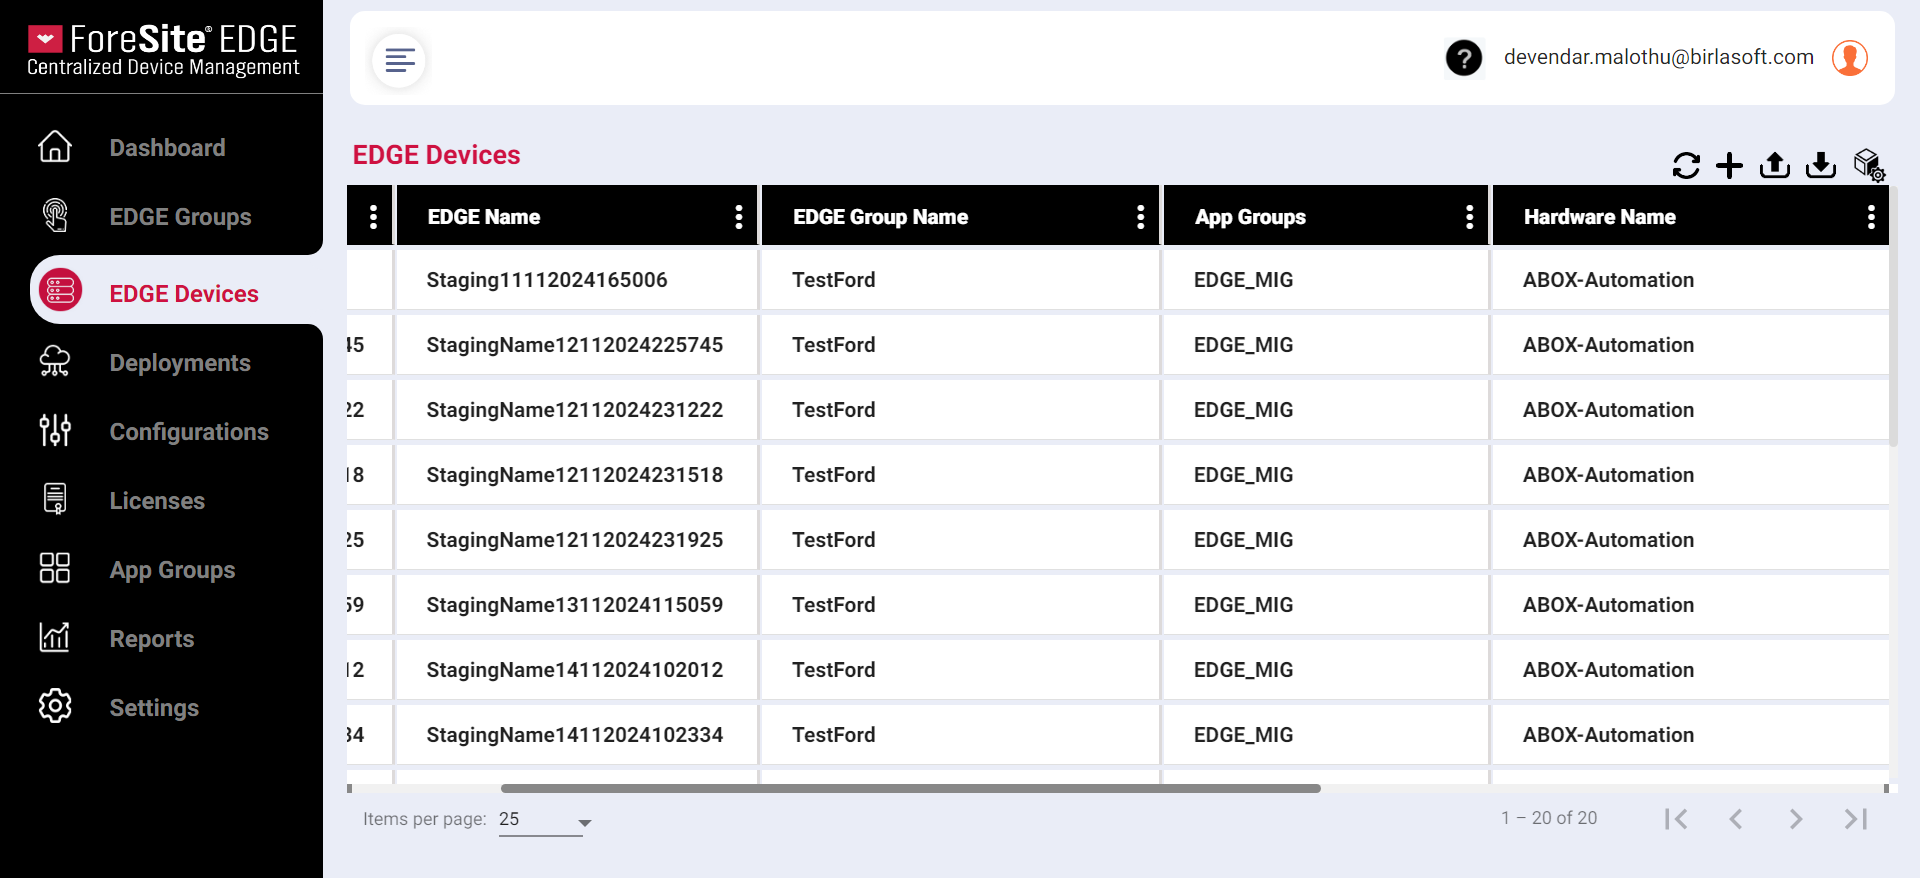 ForeSite® EDGE
Centralized Device Management
? devendar.malothu@birlasoft.com
Dashboard
EDGE Groups
EDGE Devices
Deployments
Configurations
Licenses
App Groups
Reports
Settings
EDGE Devices
EDGE Name EDGE Group Name App Groups Hardware Name
Staging11112024165006 TestFord EDGE_MIG ABOX-Automation
45 StagingName12112024225745 TestFord EDGE_MIG ABOX-Automation
22 StagingName12112024231222 TestFord EDGE_MIG ABOX-Automation
18 StagingName12112024231518 TestFord EDGE_MIG ABOX-Automation
25 StagingName12112024231925 TestFord EDGE_MIG ABOX-Automation
59 StagingName13112024115059 TestFord EDGE_MIG ABOX-Automation
12 StagingName14112024102012 TestFord EDGE_MIG ABOX-Automation
34 StagingName14112024102334 TestFord EDGE_MIG ABOX-Automation
Items per page: 25 1 – 20 of 20